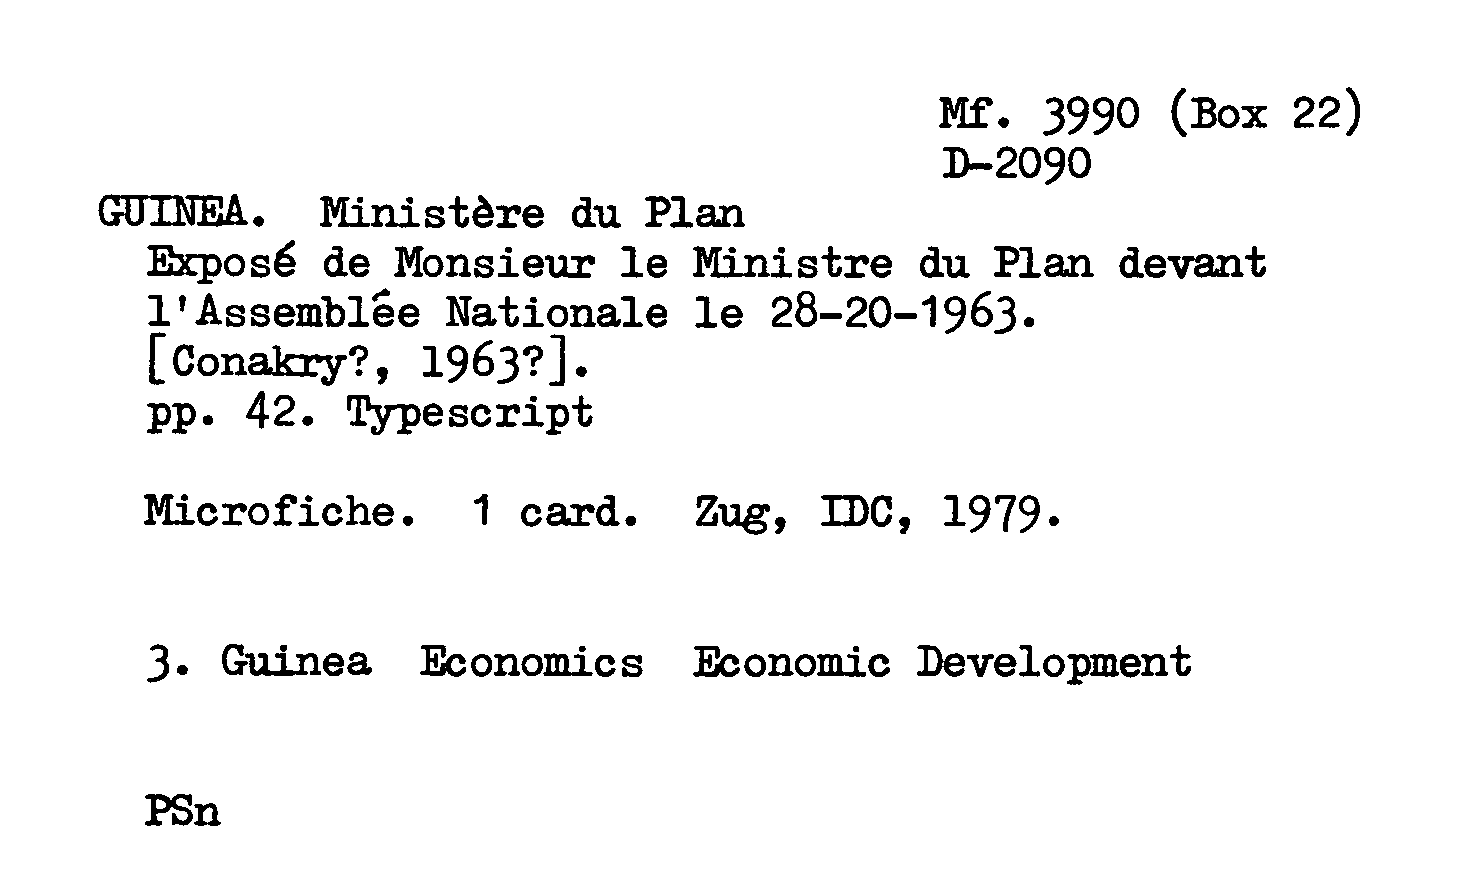 Mf. 3990 (Box 22)
D-2090
GUINEA. Ministère du Plan
Exposé de Monsieur le Ministre du Plan devant
l'Assemblée Nationale le 28-20-1963.
[Conakry?, 1963?].
pp. 42. Typescript
Microfiche. 1 card. Zug, IDC, 1979.
3. Guinea Economics Economic Development
PSn